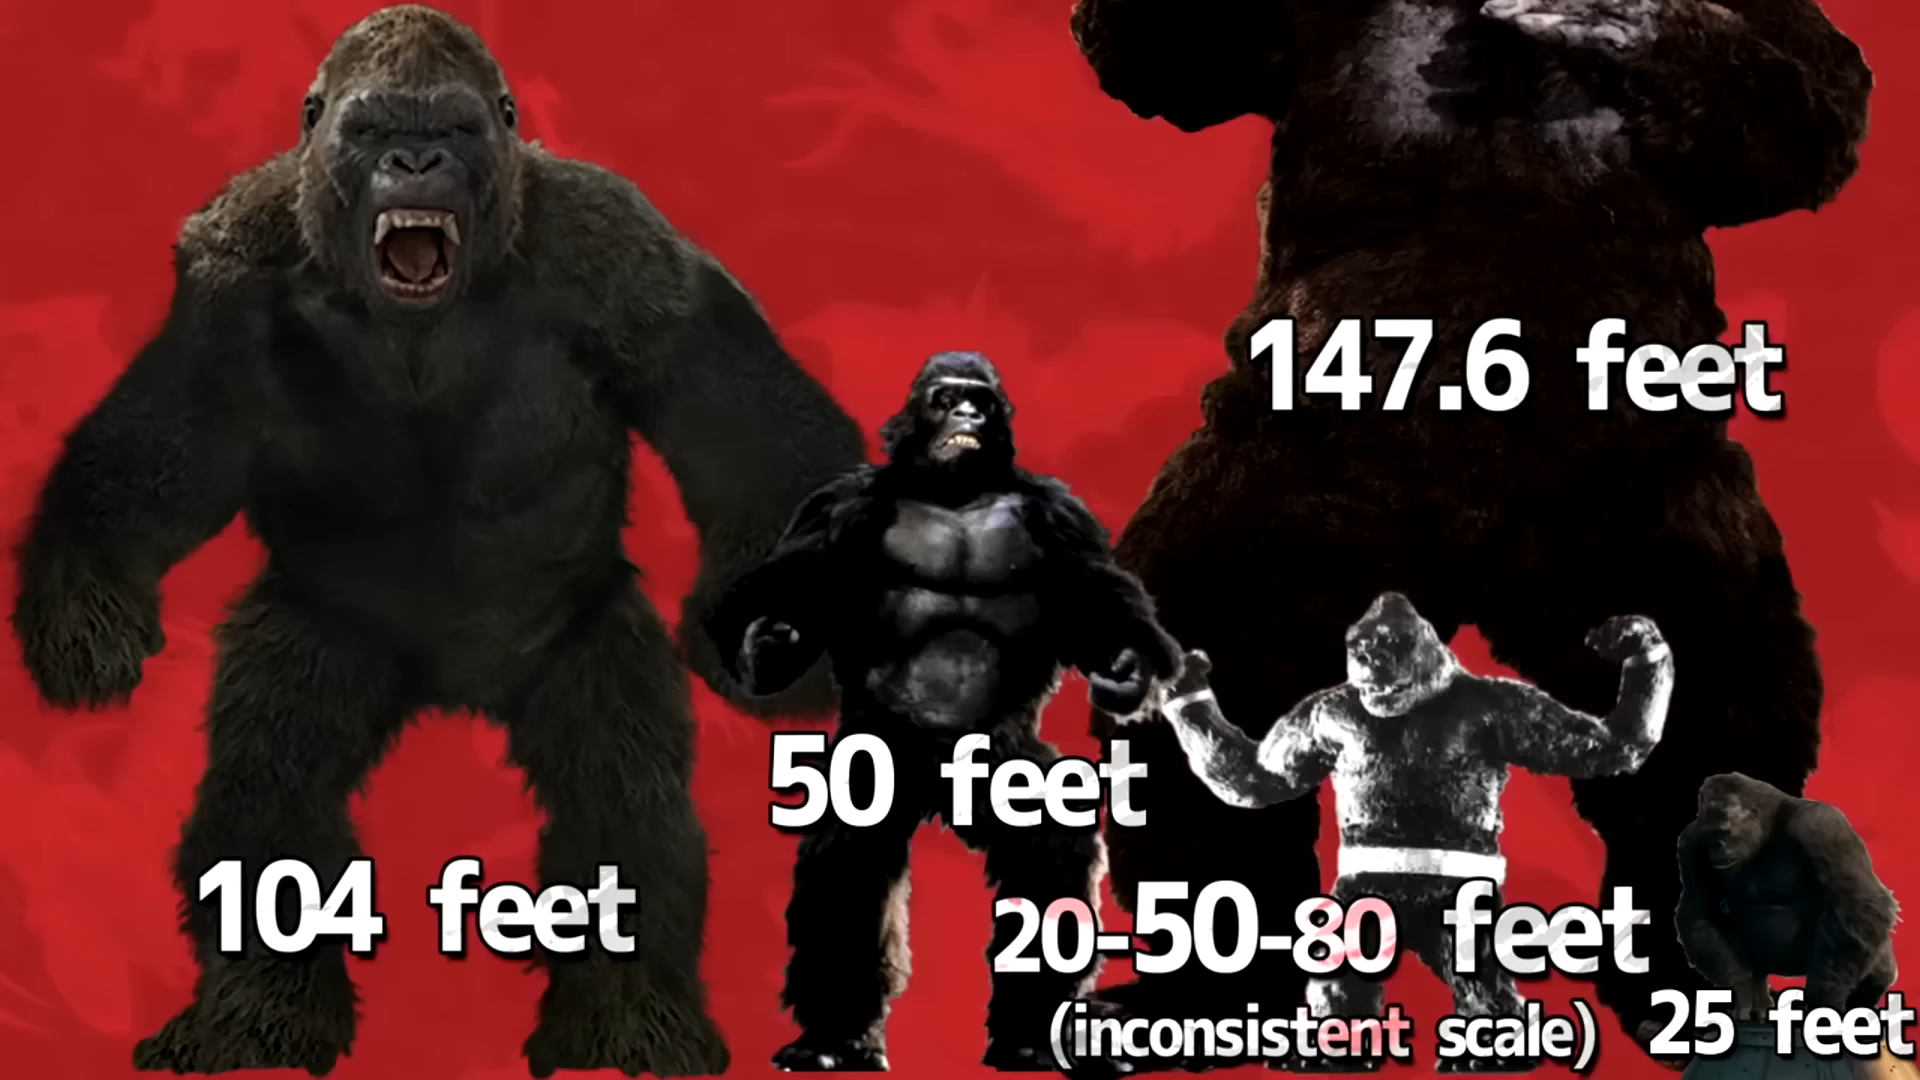 147.6 feet
50 feet
104 feet
20-50-80 feet
(inconsistent scale)
25 feet